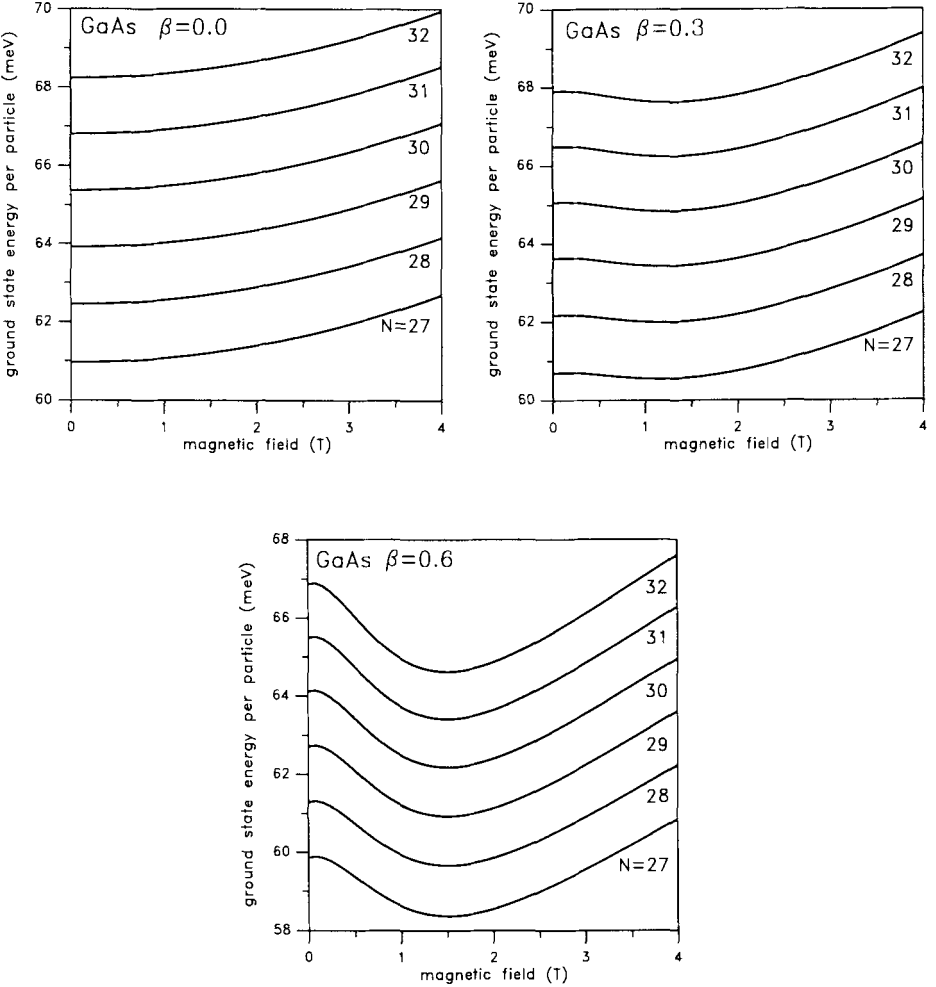 GaAs β=0.0
ground state energy per particle (meV)
70
68
66
64
62
60
32
31
30
29
28
N=27
0 1 2 3 4
magnetic field (T)
GaAs β=0.3
ground state energy per particle (meV)
70
68
66
64
62
60
32
31
30
29
28
N=27
0 1 2 3 4
magnetic field (T)
GaAs β=0.6
ground state energy per particle (meV)
68
66
64
62
60
58
32
31
30
29
28
N=27
0 1 2 3 4
magnetic field (T)